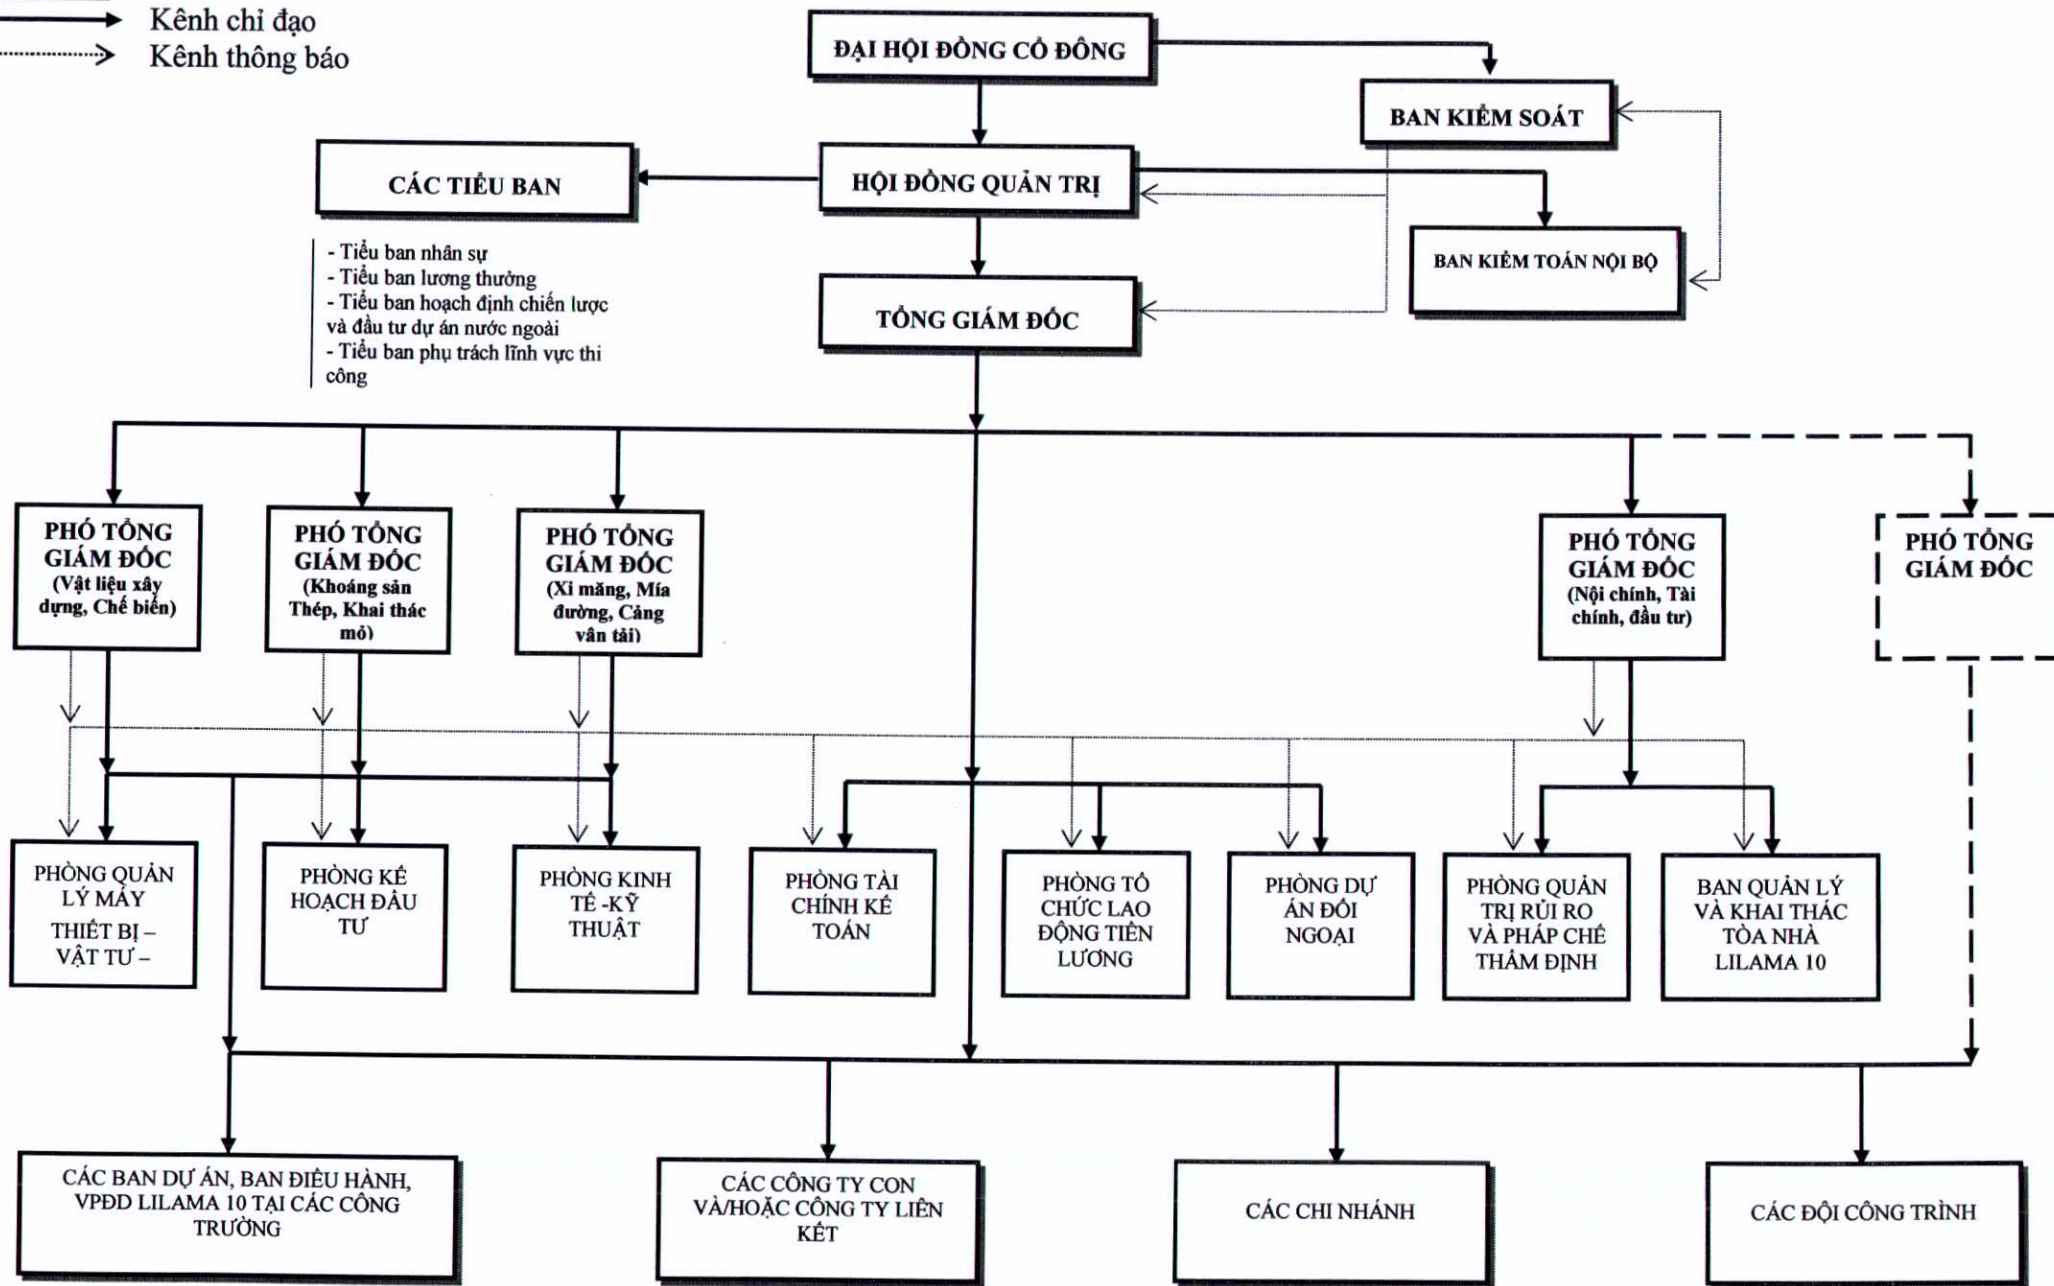 Kênh chỉ đạo
Kênh thông báo
ĐẠI HỘI ĐỒNG CỔ ĐÔNG
BAN KIỂM SOÁT
CÁC TIỂU BAN
HỘI ĐỒNG QUẢN TRỊ
BAN KIỂM TOÁN NỘI BỘ
- Tiểu ban nhân sự
- Tiểu ban lương thưởng
- Tiểu ban hoạch định chiến lược
và đầu tư dự án nước ngoài
- Tiểu ban phụ trách lĩnh vực thi
công
TỔNG GIÁM ĐỐC
PHÓ TỔNG
GIÁM ĐỐC
(Vật liệu xây
dựng, Chế biến)
PHÓ TỔNG
GIÁM ĐỐC
(Khoáng sản
Thép, Khai thác
mỏ)
PHÓ TỔNG
GIÁM ĐỐC
(Xi măng, Mía
đường, Cảng
vân tải)
PHÓ TỔNG
GIÁM ĐỐC
(Nội chính, Tài
chính, đầu tư)
PHÓ TỔNG
GIÁM ĐỐC
PHÒNG QUẢN
LÝ MÁY
THIẾT BỊ –
VẬT TƯ –
PHÒNG KẾ
HOẠCH ĐẦU
TƯ
PHÒNG KINH
TẾ -KỸ
THUẬT
PHÒNG TÀI
CHÍNH KẾ
TOÁN
PHÒNG TỔ
CHỨC LAO
ĐỘNG TIỀN
LƯƠNG
PHÒNG DỰ
ÁN ĐỐI
NGOẠI
PHÒNG QUẢN
TRỊ RỦI RO
VÀ PHÁP CHẾ
THẨM ĐỊNH
BAN QUẢN LÝ
VÀ KHAI THÁC
TÒA NHÀ
LILAMA 10
CÁC BAN DỰ ÁN, BAN ĐIỀU HÀNH,
VPĐD LILAMA 10 TẠI CÁC CÔNG
TRƯỜNG
CÁC CÔNG TY CON
VÀ/HOẶC CÔNG TY LIÊN
KẾT
CÁC CHI NHÁNH
CÁC ĐỘI CÔNG TRÌNH